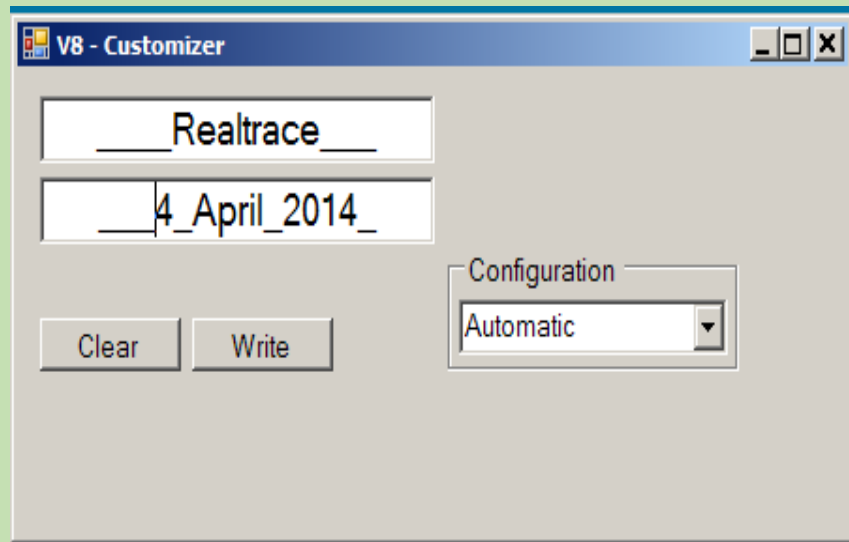 V8 - Customizer
____Realtrace___
___4_April_2014_
Configuration
Automatic
Clear Write